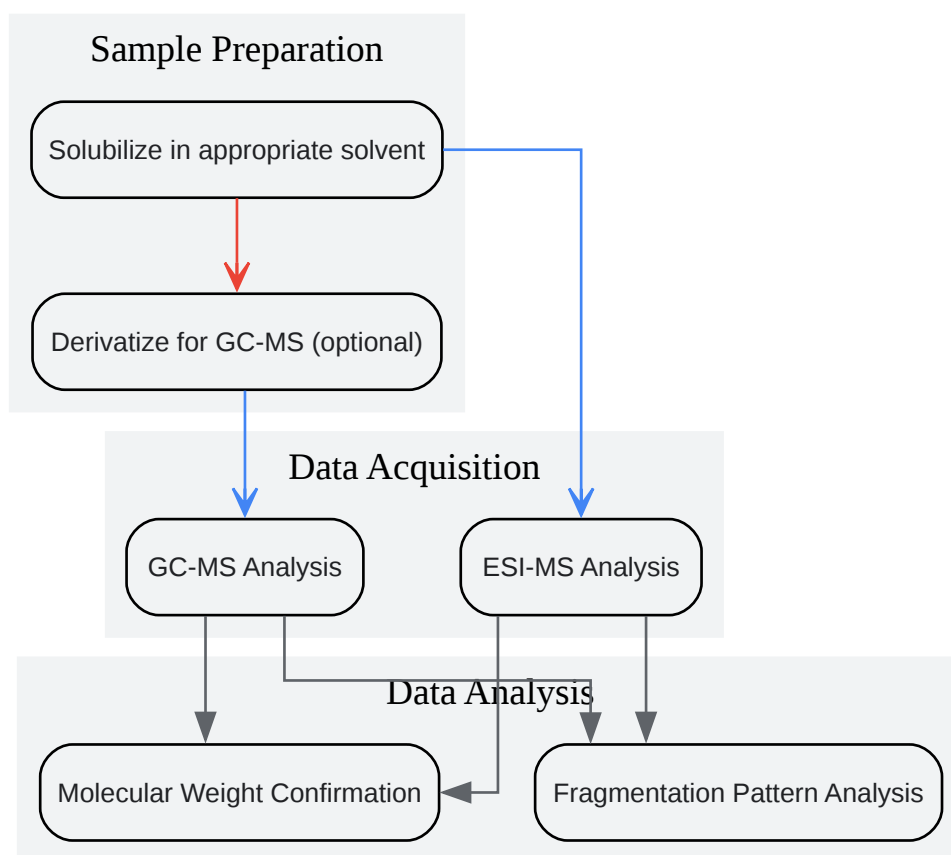 Sample Preparation
Solubilize in appropriate solvent
Derivatize for GC-MS (optional)
Data Acquisition
GC-MS Analysis
ESI-MS Analysis
Data Analysis
Molecular Weight Confirmation
Fragmentation Pattern Analysis